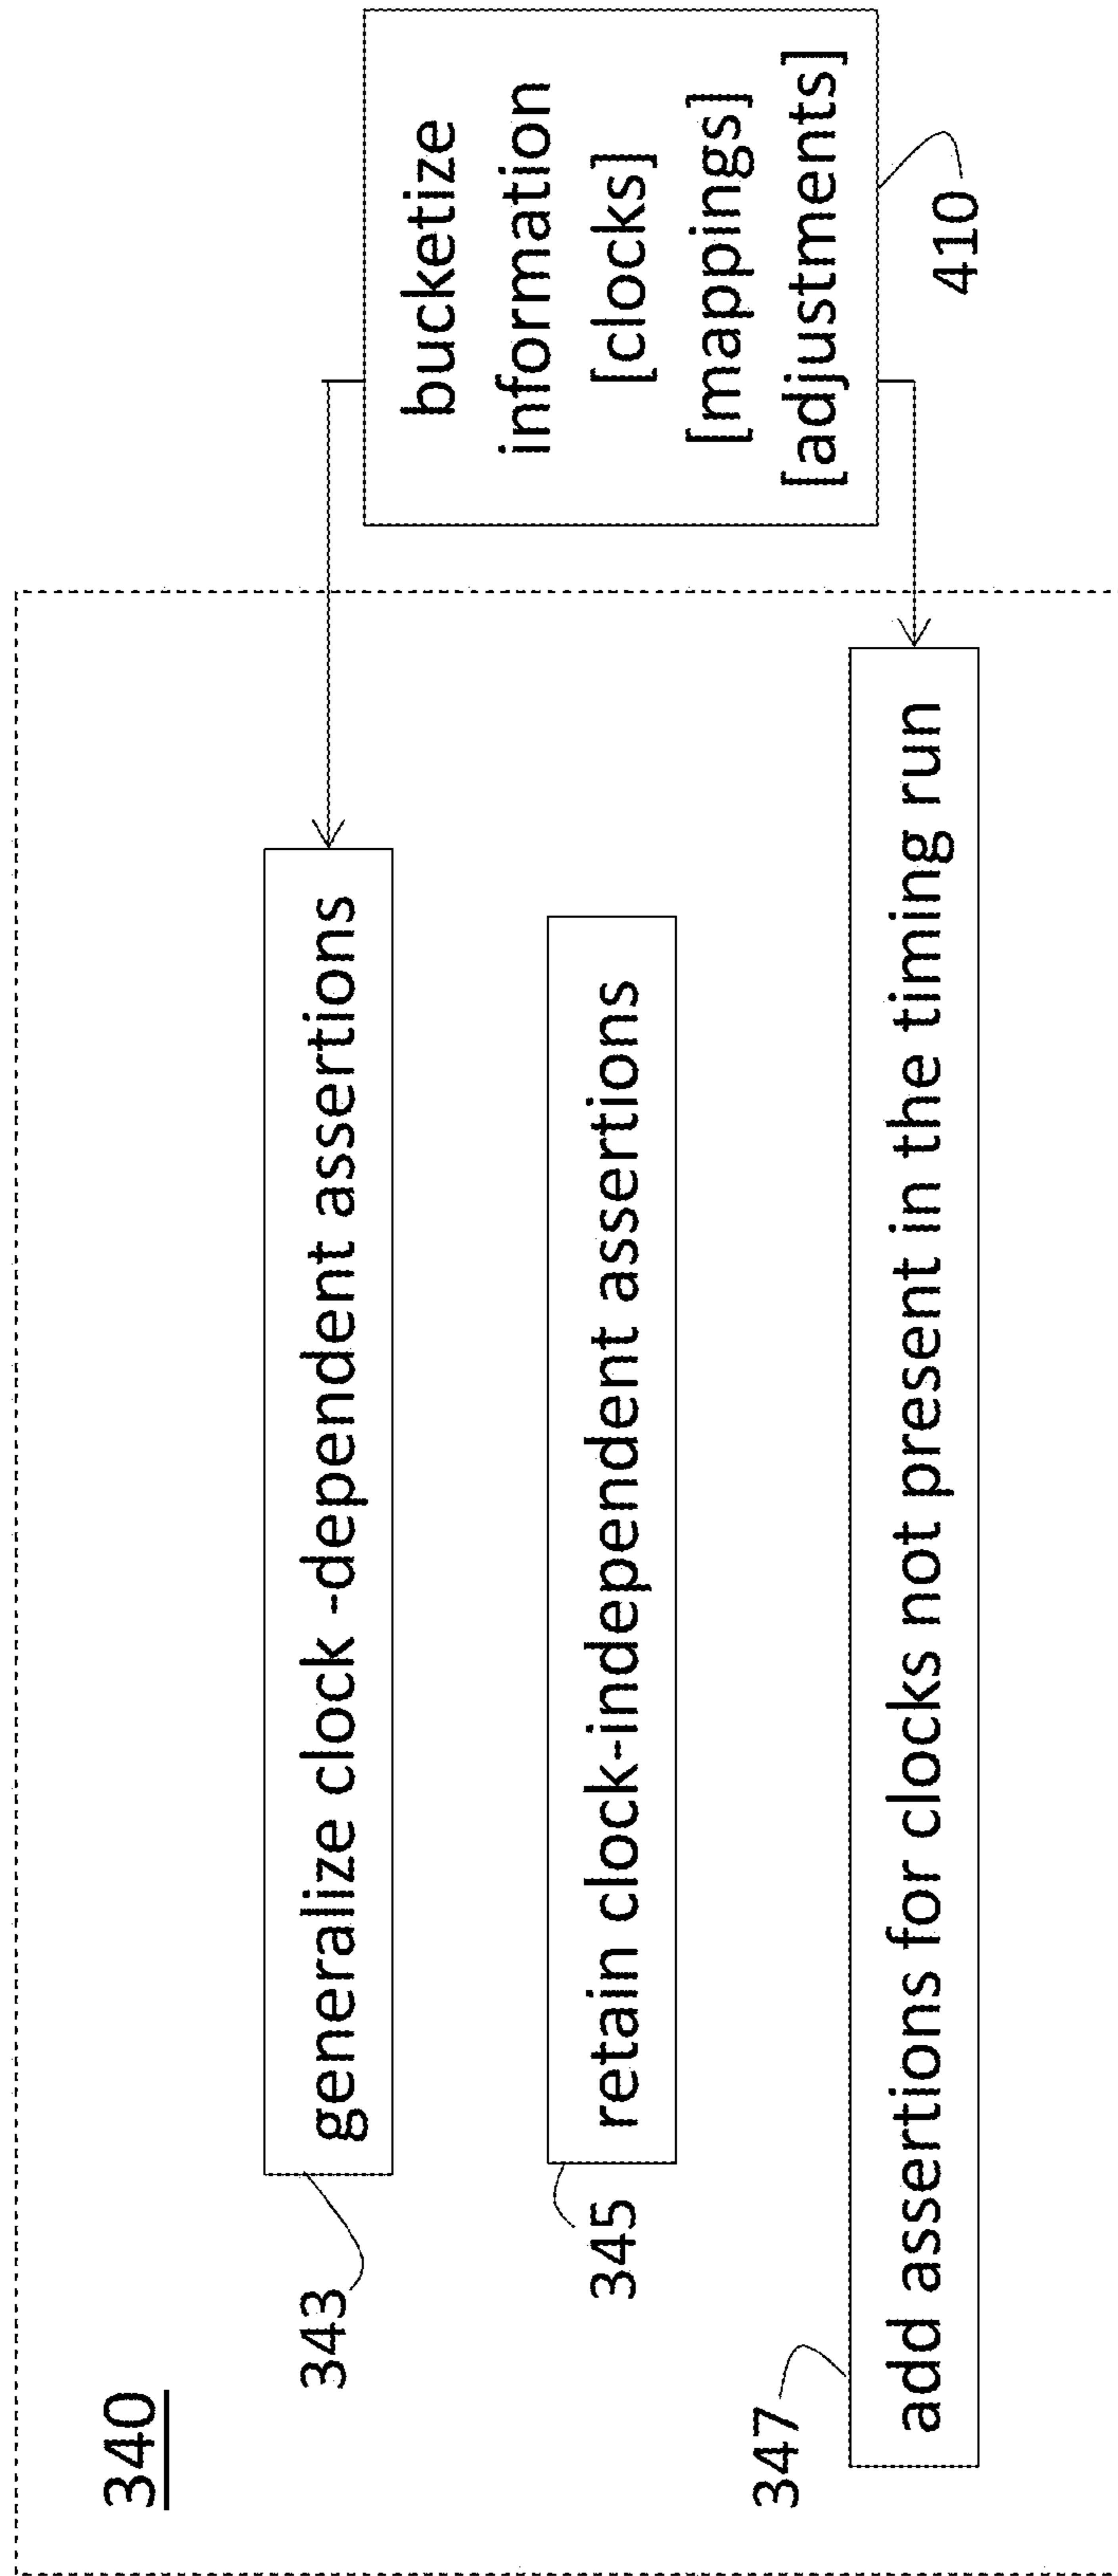 340
343
generalize clock -dependent assertions
345
retain clock-independent assertions
347
add assertions for clocks not present in the timing run
bucketize
information
[clocks]
[mappings]
[adjustments]
410